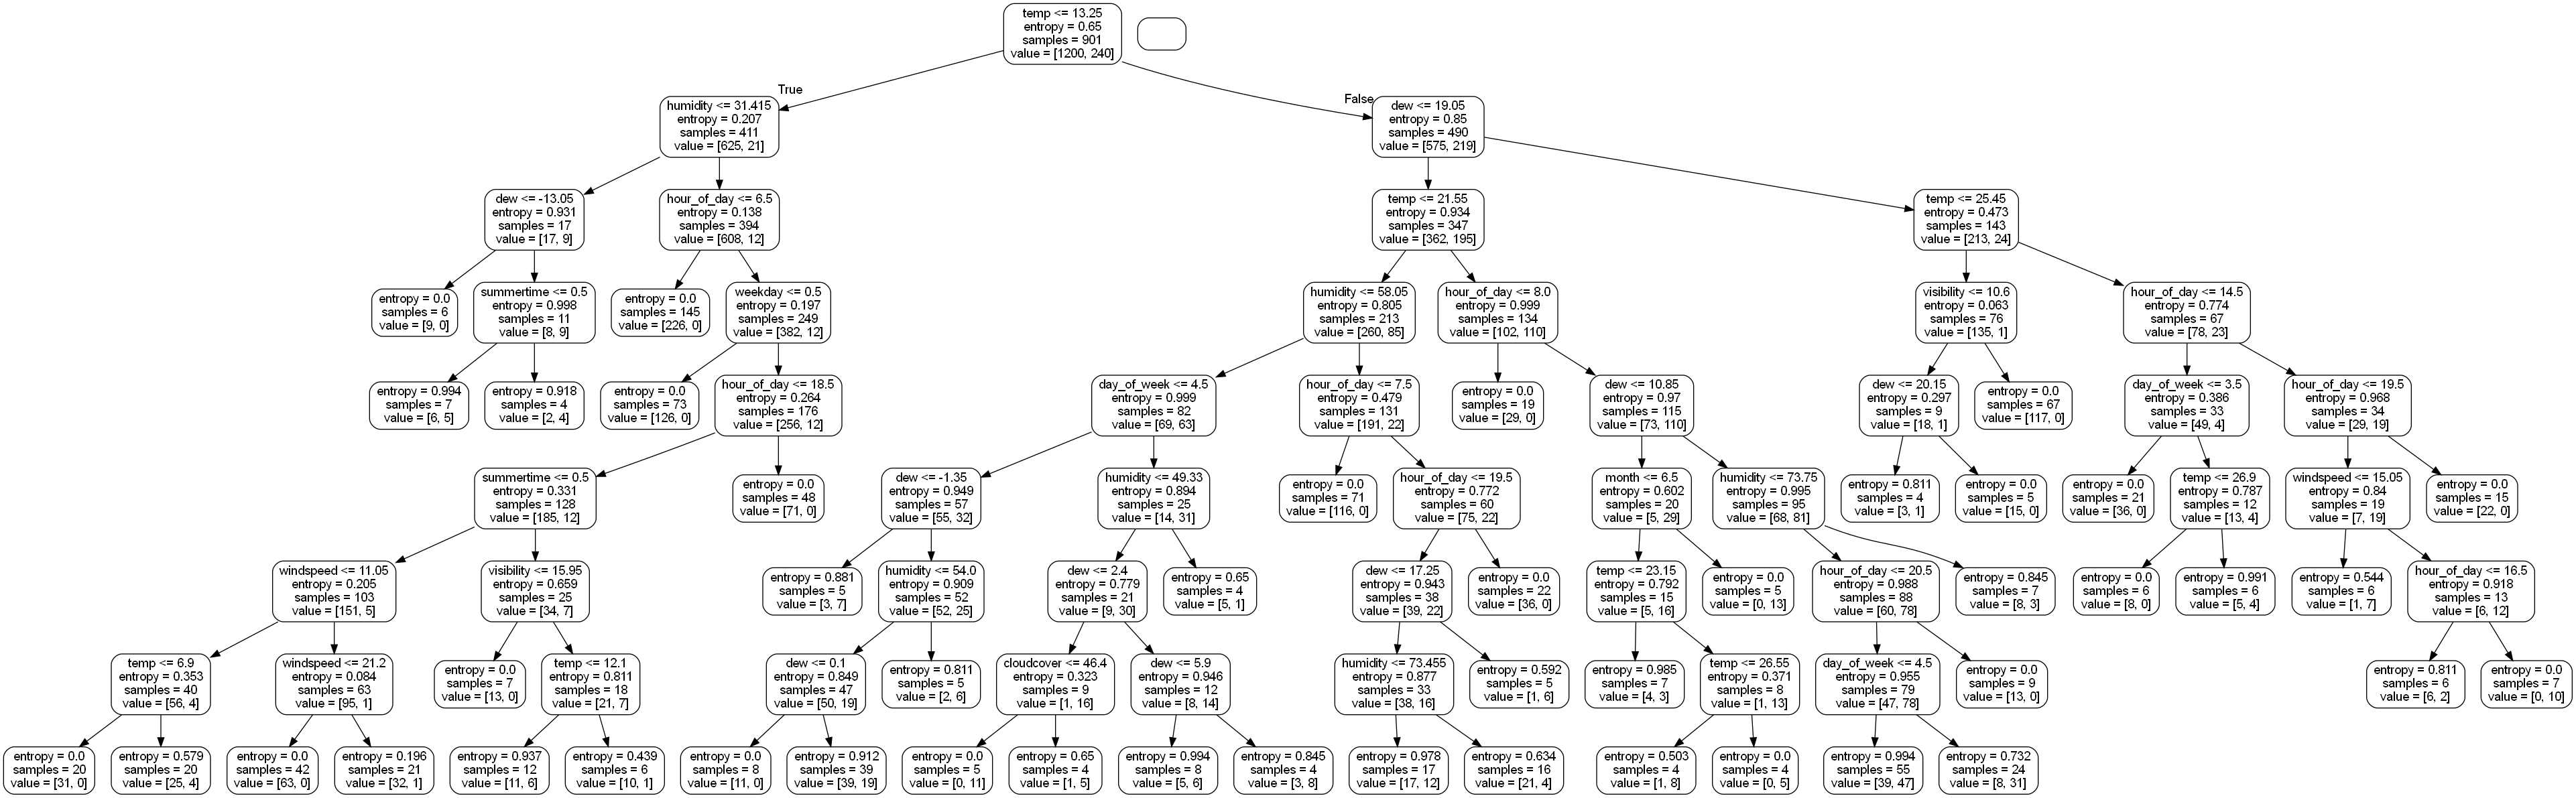 temp <= 13.25
entropy = 0.65
samples = 901
value = [1200, 240]
True
False
humidity <= 31.415
entropy = 0.207
samples = 411
value = [625, 21]
dew <= 19.05
entropy = 0.85
samples = 490
value = [575, 219]
dew <= -13.05
entropy = 0.931
samples = 17
value = [17, 9]
hour_of_day <= 6.5
entropy = 0.138
samples = 394
value = [608, 12]
temp <= 21.55
entropy = 0.934
samples = 347
value = [362, 195]
temp <= 25.45
entropy = 0.473
samples = 143
value = [213, 24]
entropy = 0.0
samples = 6
value = [9, 0]
summertime <= 0.5
entropy = 0.998
samples = 11
value = [8, 9]
entropy = 0.0
samples = 145
value = [226, 0]
weekday <= 0.5
entropy = 0.197
samples = 249
value = [382, 12]
humidity <= 58.05
entropy = 0.805
samples = 213
value = [260, 85]
hour_of_day <= 8.0
entropy = 0.999
samples = 134
value = [102, 110]
visibility <= 10.6
entropy = 0.063
samples = 76
value = [135, 1]
hour_of_day <= 14.5
entropy = 0.774
samples = 67
value = [78, 23]
entropy = 0.994
samples = 7
value = [6, 5]
entropy = 0.918
samples = 4
value = [2, 4]
entropy = 0.0
samples = 73
value = [126, 0]
hour_of_day <= 18.5
entropy = 0.264
samples = 176
value = [256, 12]
day_of_week <= 4.5
entropy = 0.999
samples = 82
value = [69, 63]
hour_of_day <= 7.5
entropy = 0.479
samples = 131
value = [191, 22]
entropy = 0.0
samples = 19
value = [29, 0]
dew <= 10.85
entropy = 0.97
samples = 115
value = [73, 110]
dew <= 20.15
entropy = 0.297
samples = 9
value = [18, 1]
entropy = 0.0
samples = 67
value = [117, 0]
day_of_week <= 3.5
entropy = 0.386
samples = 33
value = [49, 4]
hour_of_day <= 19.5
entropy = 0.968
samples = 34
value = [29, 19]
summertime <= 0.5
entropy = 0.331
samples = 128
value = [185, 12]
entropy = 0.0
samples = 48
value = [71, 0]
dew <= -1.35
entropy = 0.949
samples = 57
value = [55, 32]
humidity <= 49.33
entropy = 0.894
samples = 25
value = [14, 31]
entropy = 0.0
samples = 71
value = [116, 0]
hour_of_day <= 19.5
entropy = 0.772
samples = 60
value = [75, 22]
month <= 6.5
entropy = 0.602
samples = 20
value = [5, 29]
humidity <= 73.75
entropy = 0.995
samples = 95
value = [68, 81]
entropy = 0.811
samples = 4
value = [3, 1]
entropy = 0.0
samples = 5
value = [15, 0]
entropy = 0.0
samples = 21
value = [36, 0]
temp <= 26.9
entropy = 0.787
samples = 12
value = [13, 4]
windspeed <= 15.05
entropy = 0.84
samples = 19
value = [7, 19]
entropy = 0.0
samples = 15
value = [22, 0]
windspeed <= 11.05
entropy = 0.205
samples = 103
value = [151, 5]
visibility <= 15.95
entropy = 0.659
samples = 25
value = [34, 7]
entropy = 0.881
samples = 5
value = [3, 7]
humidity <= 54.0
entropy = 0.909
samples = 52
value = [52, 25]
dew <= 2.4
entropy = 0.779
samples = 21
value = [9, 30]
entropy = 0.65
samples = 4
value = [5, 1]
dew <= 17.25
entropy = 0.943
samples = 38
value = [39, 22]
entropy = 0.0
samples = 22
value = [36, 0]
temp <= 23.15
entropy = 0.792
samples = 15
value = [5, 16]
entropy = 0.0
samples = 5
value = [0, 13]
hour_of_day <= 20.5
entropy = 0.988
samples = 88
value = [60, 78]
entropy = 0.845
samples = 7
value = [8, 3]
entropy = 0.0
samples = 6
value = [8, 0]
entropy = 0.991
samples = 6
value = [5, 4]
entropy = 0.544
samples = 6
value = [1, 7]
hour_of_day <= 16.5
entropy = 0.918
samples = 13
value = [6, 12]
temp <= 6.9
entropy = 0.353
samples = 40
value = [56, 4]
windspeed <= 21.2
entropy = 0.084
samples = 63
value = [95, 1]
entropy = 0.0
samples = 7
value = [13, 0]
temp <= 12.1
entropy = 0.811
samples = 18
value = [21, 7]
dew <= 0.1
entropy = 0.849
samples = 47
value = [50, 19]
entropy = 0.811
samples = 5
value = [2, 6]
cloudcover <= 46.4
entropy = 0.323
samples = 9
value = [1, 16]
dew <= 5.9
entropy = 0.946
samples = 12
value = [8, 14]
humidity <= 73.455
entropy = 0.877
samples = 33
value = [38, 16]
entropy = 0.592
samples = 5
value = [1, 6]
entropy = 0.985
samples = 7
value = [4, 3]
temp <= 26.55
entropy = 0.371
samples = 8
value = [1, 13]
day_of_week <= 4.5
entropy = 0.955
samples = 79
value = [47, 78]
entropy = 0.0
samples = 9
value = [13, 0]
entropy = 0.811
samples = 6
value = [6, 2]
entropy = 0.0
samples = 7
value = [0, 10]
entropy = 0.0
samples = 20
value = [31, 0]
entropy = 0.579
samples = 20
value = [25, 4]
entropy = 0.0
samples = 42
value = [63, 0]
entropy = 0.196
samples = 21
value = [32, 1]
entropy = 0.937
samples = 12
value = [11, 6]
entropy = 0.439
samples = 6
value = [10, 1]
entropy = 0.0
samples = 8
value = [11, 0]
entropy = 0.912
samples = 39
value = [39, 19]
entropy = 0.0
samples = 5
value = [0, 11]
entropy = 0.65
samples = 4
value = [1, 5]
entropy = 0.994
samples = 8
value = [5, 6]
entropy = 0.845
samples = 4
value = [3, 8]
entropy = 0.978
samples = 17
value = [17, 12]
entropy = 0.634
samples = 16
value = [21, 4]
entropy = 0.503
samples = 4
value = [1, 8]
entropy = 0.0
samples = 4
value = [0, 5]
entropy = 0.994
samples = 55
value = [39, 47]
entropy = 0.732
samples = 24
value = [8, 31]